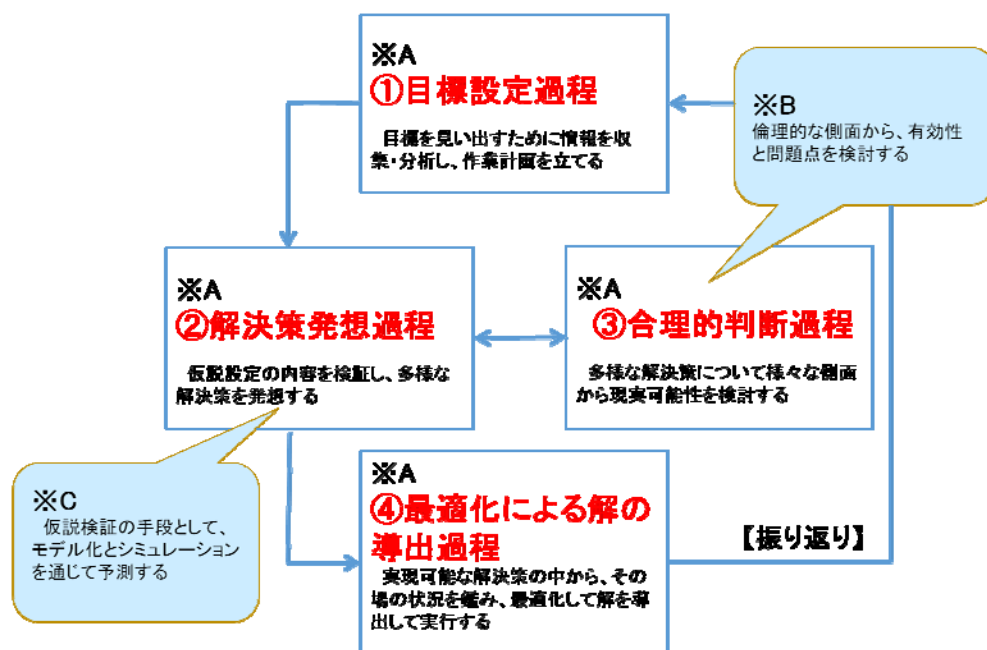 ※A
①目標設定過程
目標を見い出すために情報を収
集・分析し、作業計画を立てる
※B
倫理的な側面から、有効性
と問題点を検討する
※A
②解決策発想過程
仮説設定の内容を検証し、多様な
解決策を発想する
※A
③合理的判断過程
多様な解決策について様々な側面
から現実可能性を検討する
※C
仮説検証の手段として、
モデル化とシミュレーション
を通じて予測する
※A
④最適化による解の
導出過程
実現可能な解決策の中から、その
場の状況を鑑み、最適化して解を導
出して実行する
【振り返り】